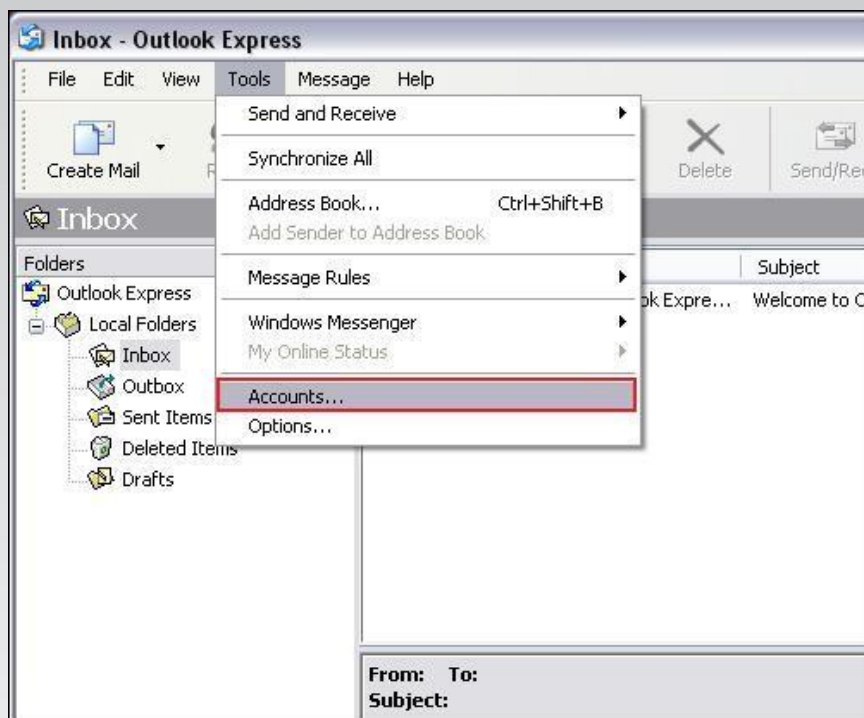 Inbox - Outlook Express
File Edit View Tools Message Help
Create Mail
Delete
Send/Rec
Send and Receive
Synchronize All
Address Book... Ctrl+Shift+B
Add Sender to Address Book
Message Rules
Windows Messenger
My Online Status
Accounts...
Options...
Inbox
Folders
Outlook Express
Local Folders
Inbox
Outbox
Sent Items
Deleted Items
Drafts
Subject
ok Expre... Welcome to O
From: To:
Subject: